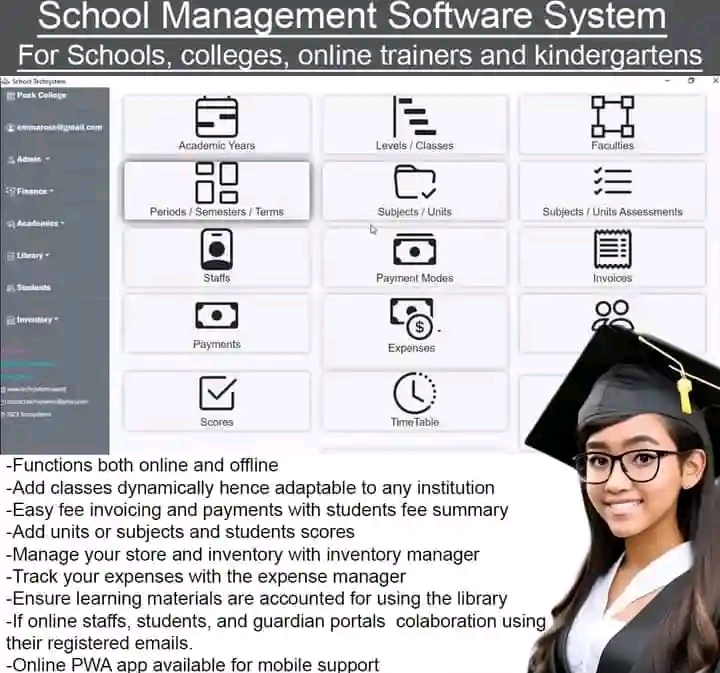 School Management Software System
For Schools, colleges, online trainers and kindergartens
School Techsystem
Peak College
emmarose@gmail.com
Admin
Finance
Academics
Library
Students
Inventory
Academic Years
Levels / Classes
Faculties
Periods / Semesters / Terms
Subjects / Units
Subjects / Units Assessments
Staffs
Payment Modes
Invoices
Payments
Expenses
Scores
TimeTable
-Functions both online and offline
-Add classes dynamically hence adaptable to any institution
-Easy fee invoicing and payments with students fee summary
-Add units or subjects and students scores
-Manage your store and inventory with inventory manager
-Track your expenses with the expense manager
-Ensure learning materials are accounted for using the library
-If online staffs, students, and guardian portals colaboration using
their registered emails.
-Online PWA app available for mobile support